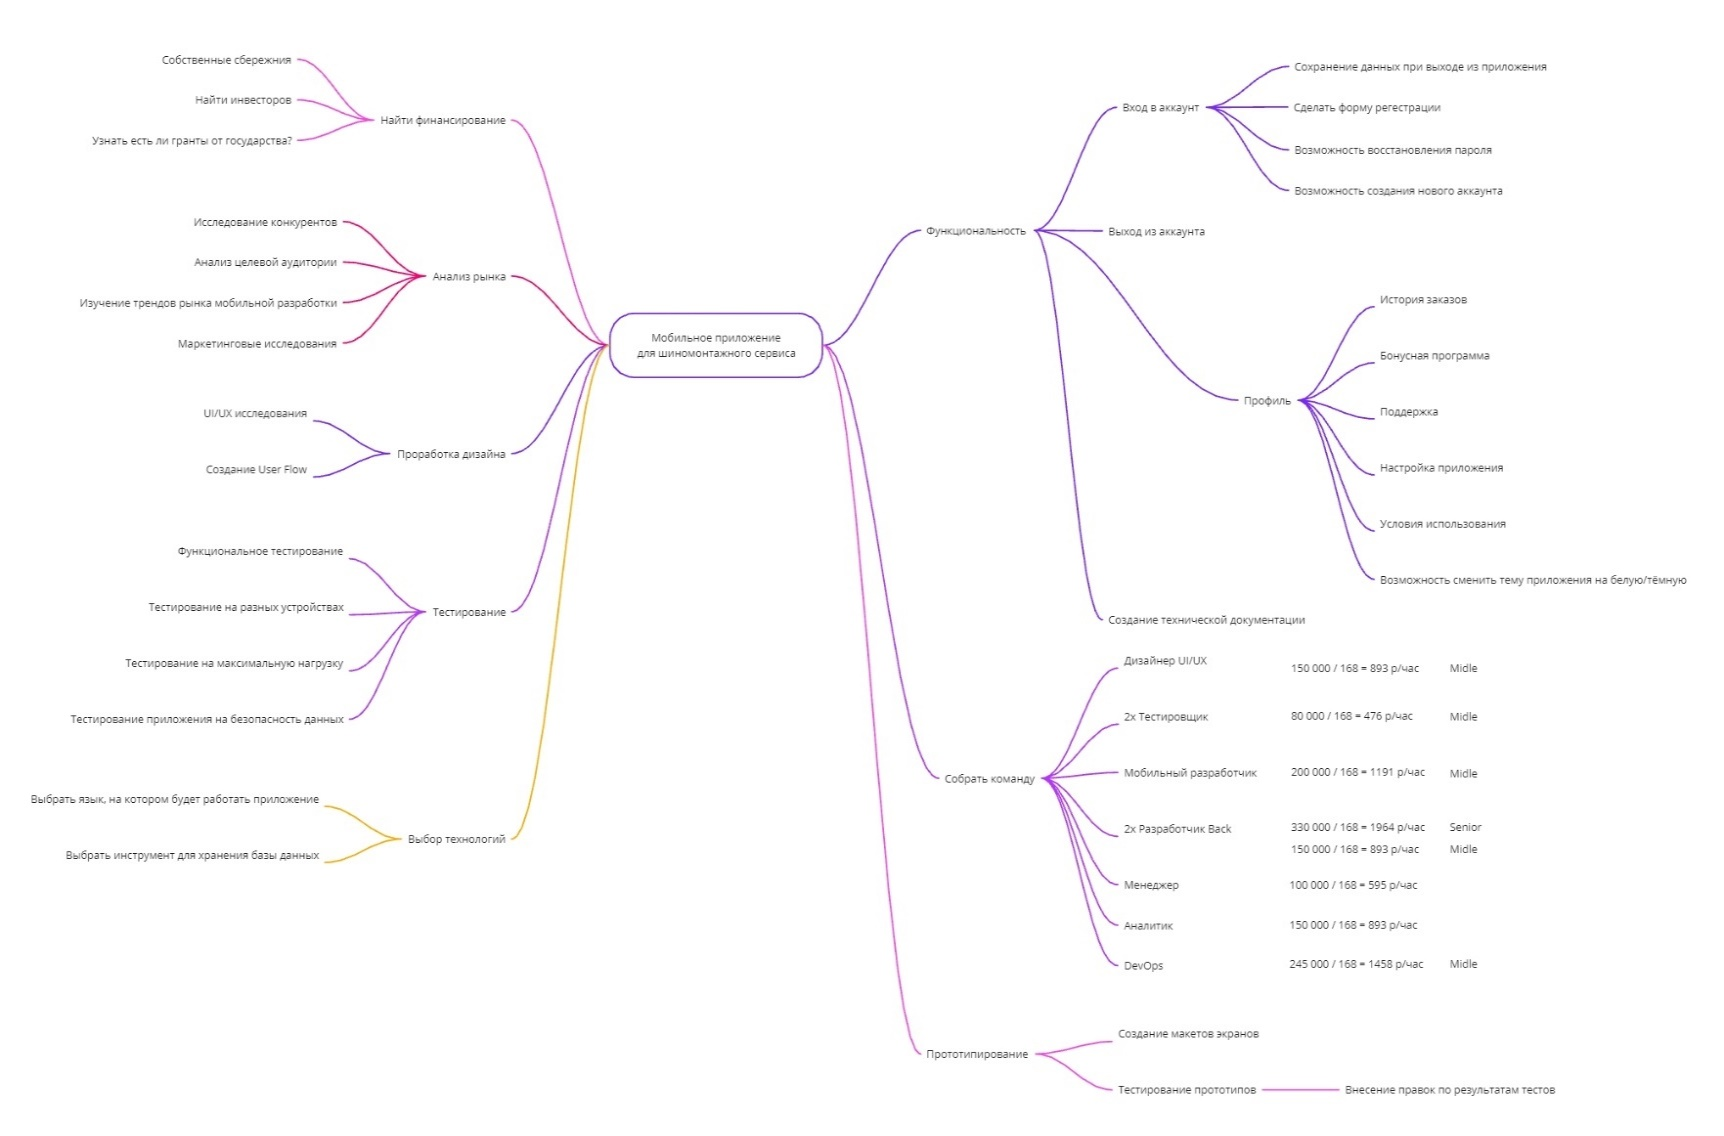 Мобильное приложение
для шиномонтажного сервиса
Найти финансирование
Собственные сбережния
Найти инвесторов
Узнать есть ли гранты от государства?
Анализ рынка
Исследование конкурентов
Анализ целевой аудитории
Изучение трендов рынка мобильной разработки
Маркетинговые исследования
Проработка дизайна
UI/UX исследования
Создание User Flow
Тестирование
Функциональное тестирование
Тестирование на разных устройствах
Тестирование на максимальную нагрузку
Тестирование приложения на безопасность данных
Выбор технологий
Выбрать язык, на котором будет работать приложение
Выбрать инструмент для хранения базы данных
Функциональность
Вход в аккаунт
Сохранение данных при выходе из приложения
Сделать форму регестрации
Возможность восстановления пароля
Возможность создания нового аккаунта
Выход из аккаунта
Профиль
История заказов
Бонусная программа
Поддержка
Настройка приложения
Условия использования
Возможность сменить тему приложения на белую/тёмную
Создание технической документации
Собрать команду
Дизайнер UI/UX 150 000 / 168 = 893 р/час Midle
2х Тестировщик 80 000 / 168 = 476 р/час Midle
Мобильный разработчик 200 000 / 168 = 1191 р/час Midle
2х Разработчик Back 330 000 / 168 = 1964 р/час Senior
150 000 / 168 = 893 р/час Midle
Менеджер 100 000 / 168 = 595 р/час
Аналитик 150 000 / 168 = 893 р/час
DevOps 245 000 / 168 = 1458 р/час Midle
Прототипирование
Создание макетов экранов
Тестирование прототипов
Внесение правок по результатам тестов